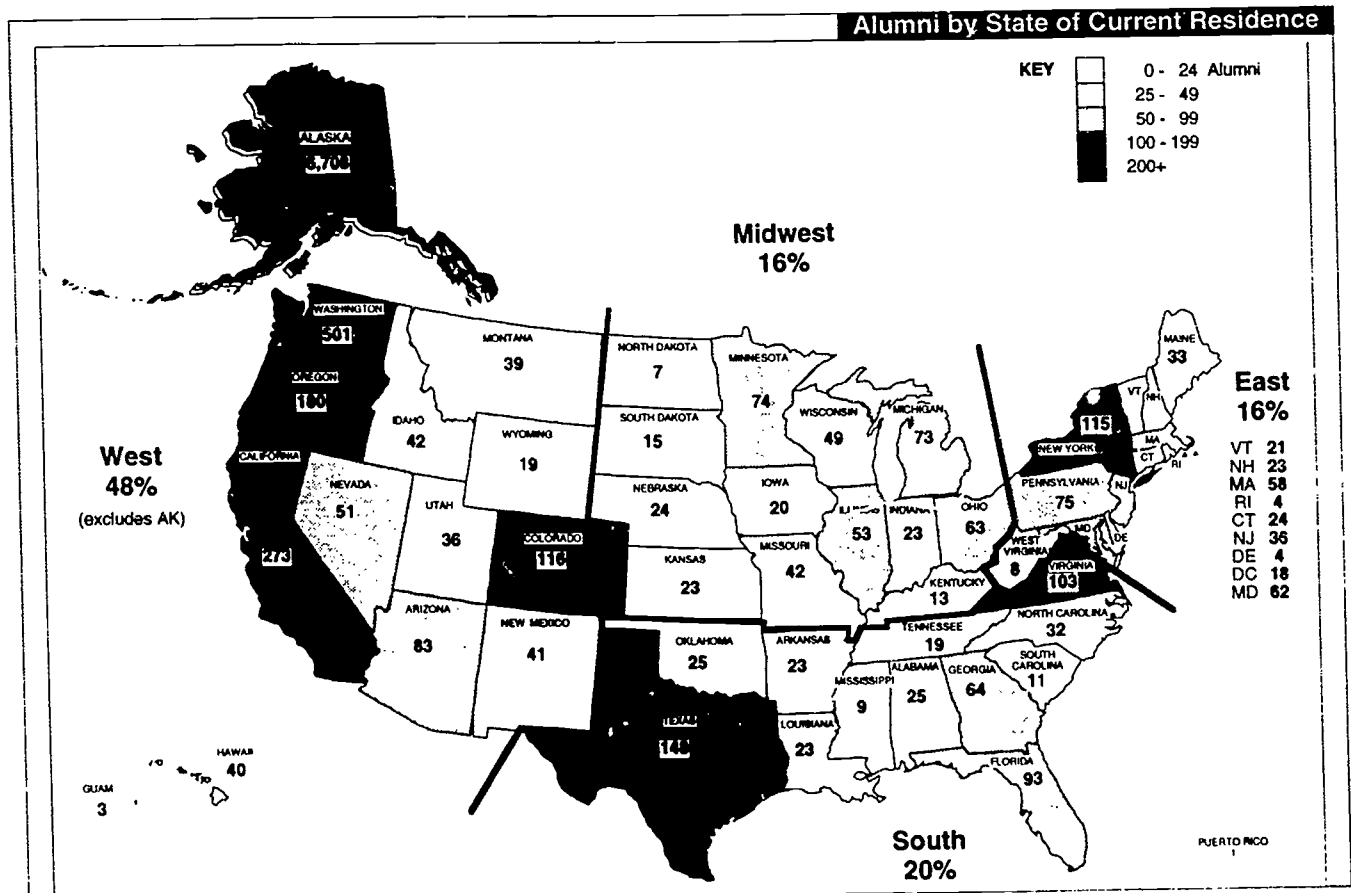 Alumni by State of Current Residence
KEY
0 - 24 Alumni
25 - 49
50 - 99
100 - 199
200+
ALASKA
Midwest
16%
WASHINGTON
501
OREGON
180
CALIFORNIA
273
IDAHO
42
MONTANA
39
WYOMING
19
NEVADA
51
UTAH
36
COLORADO
116
ARIZONA
83
NEW MEXICO
41
West
48%
(excludes AK)
NORTH DAKOTA
7
SOUTH DAKOTA
15
NEBRASKA
24
KANSAS
23
MINNESOTA
74
IOWA
20
MISSOURI
42
WISCONSIN
49
MICHIGAN
73
ILLINOIS
53
INDIANA
23
OHIO
63
KENTUCKY
13
MAINE
33
VT
NH
115
NEW YORK
MA
CT
RI
PENNSYLVANIA
75
NJ
MD
DE
WEST
VIRGINIA
8
VIRGINIA
103
East
16%
VT 21
NH 23
MA 58
RI 4
CT 24
NJ 36
DE 4
DC 18
MD 62
OKLAHOMA
25
TEXAS
ARKANSAS
23
LOUISIANA
23
TENNESSEE
19
MISSISSIPPI
9
ALABAMA
25
GEORGIA
64
NORTH CAROLINA
32
SOUTH
CAROLINA
11
FLORIDA
93
HAWAII
40
GUAM
3
South
20%
PUERTO RICO
1